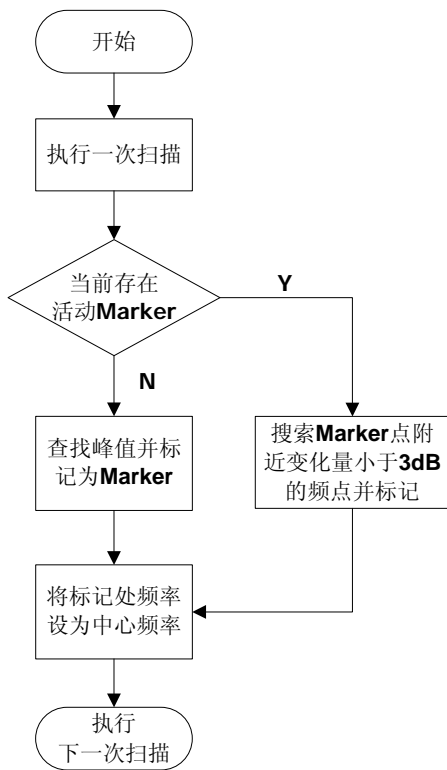 开始
执行一次扫描
当前存在
活动Marker
Y
N
查找峰值并标
记为Marker
搜索Marker点附
近变化量小于3dB
的频点并标记
将标记处频率
设为中心频率
执行
下一次扫描